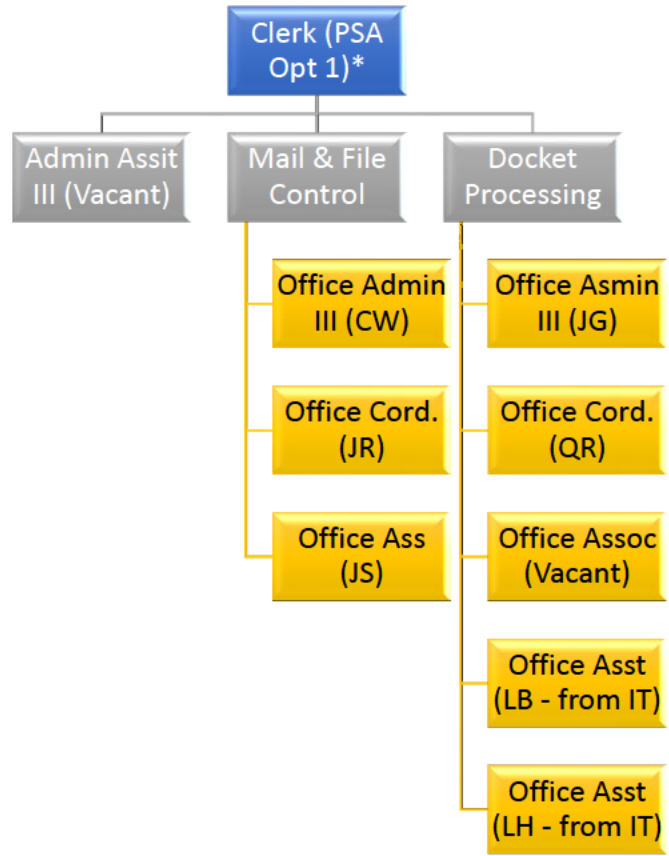 Clerk (PSA
Opt 1)*
Admin Assit
III (Vacant)
Mail & File
Control
Docket
Processing
Office Admin
III (CW)
Office Cord.
(JR)
Office Ass
(JS)
Office Asmin
III (JG)
Office Cord.
(QR)
Office Assoc
(Vacant)
Office Asst
(LB - from IT)
Office Asst
(LH - from IT)